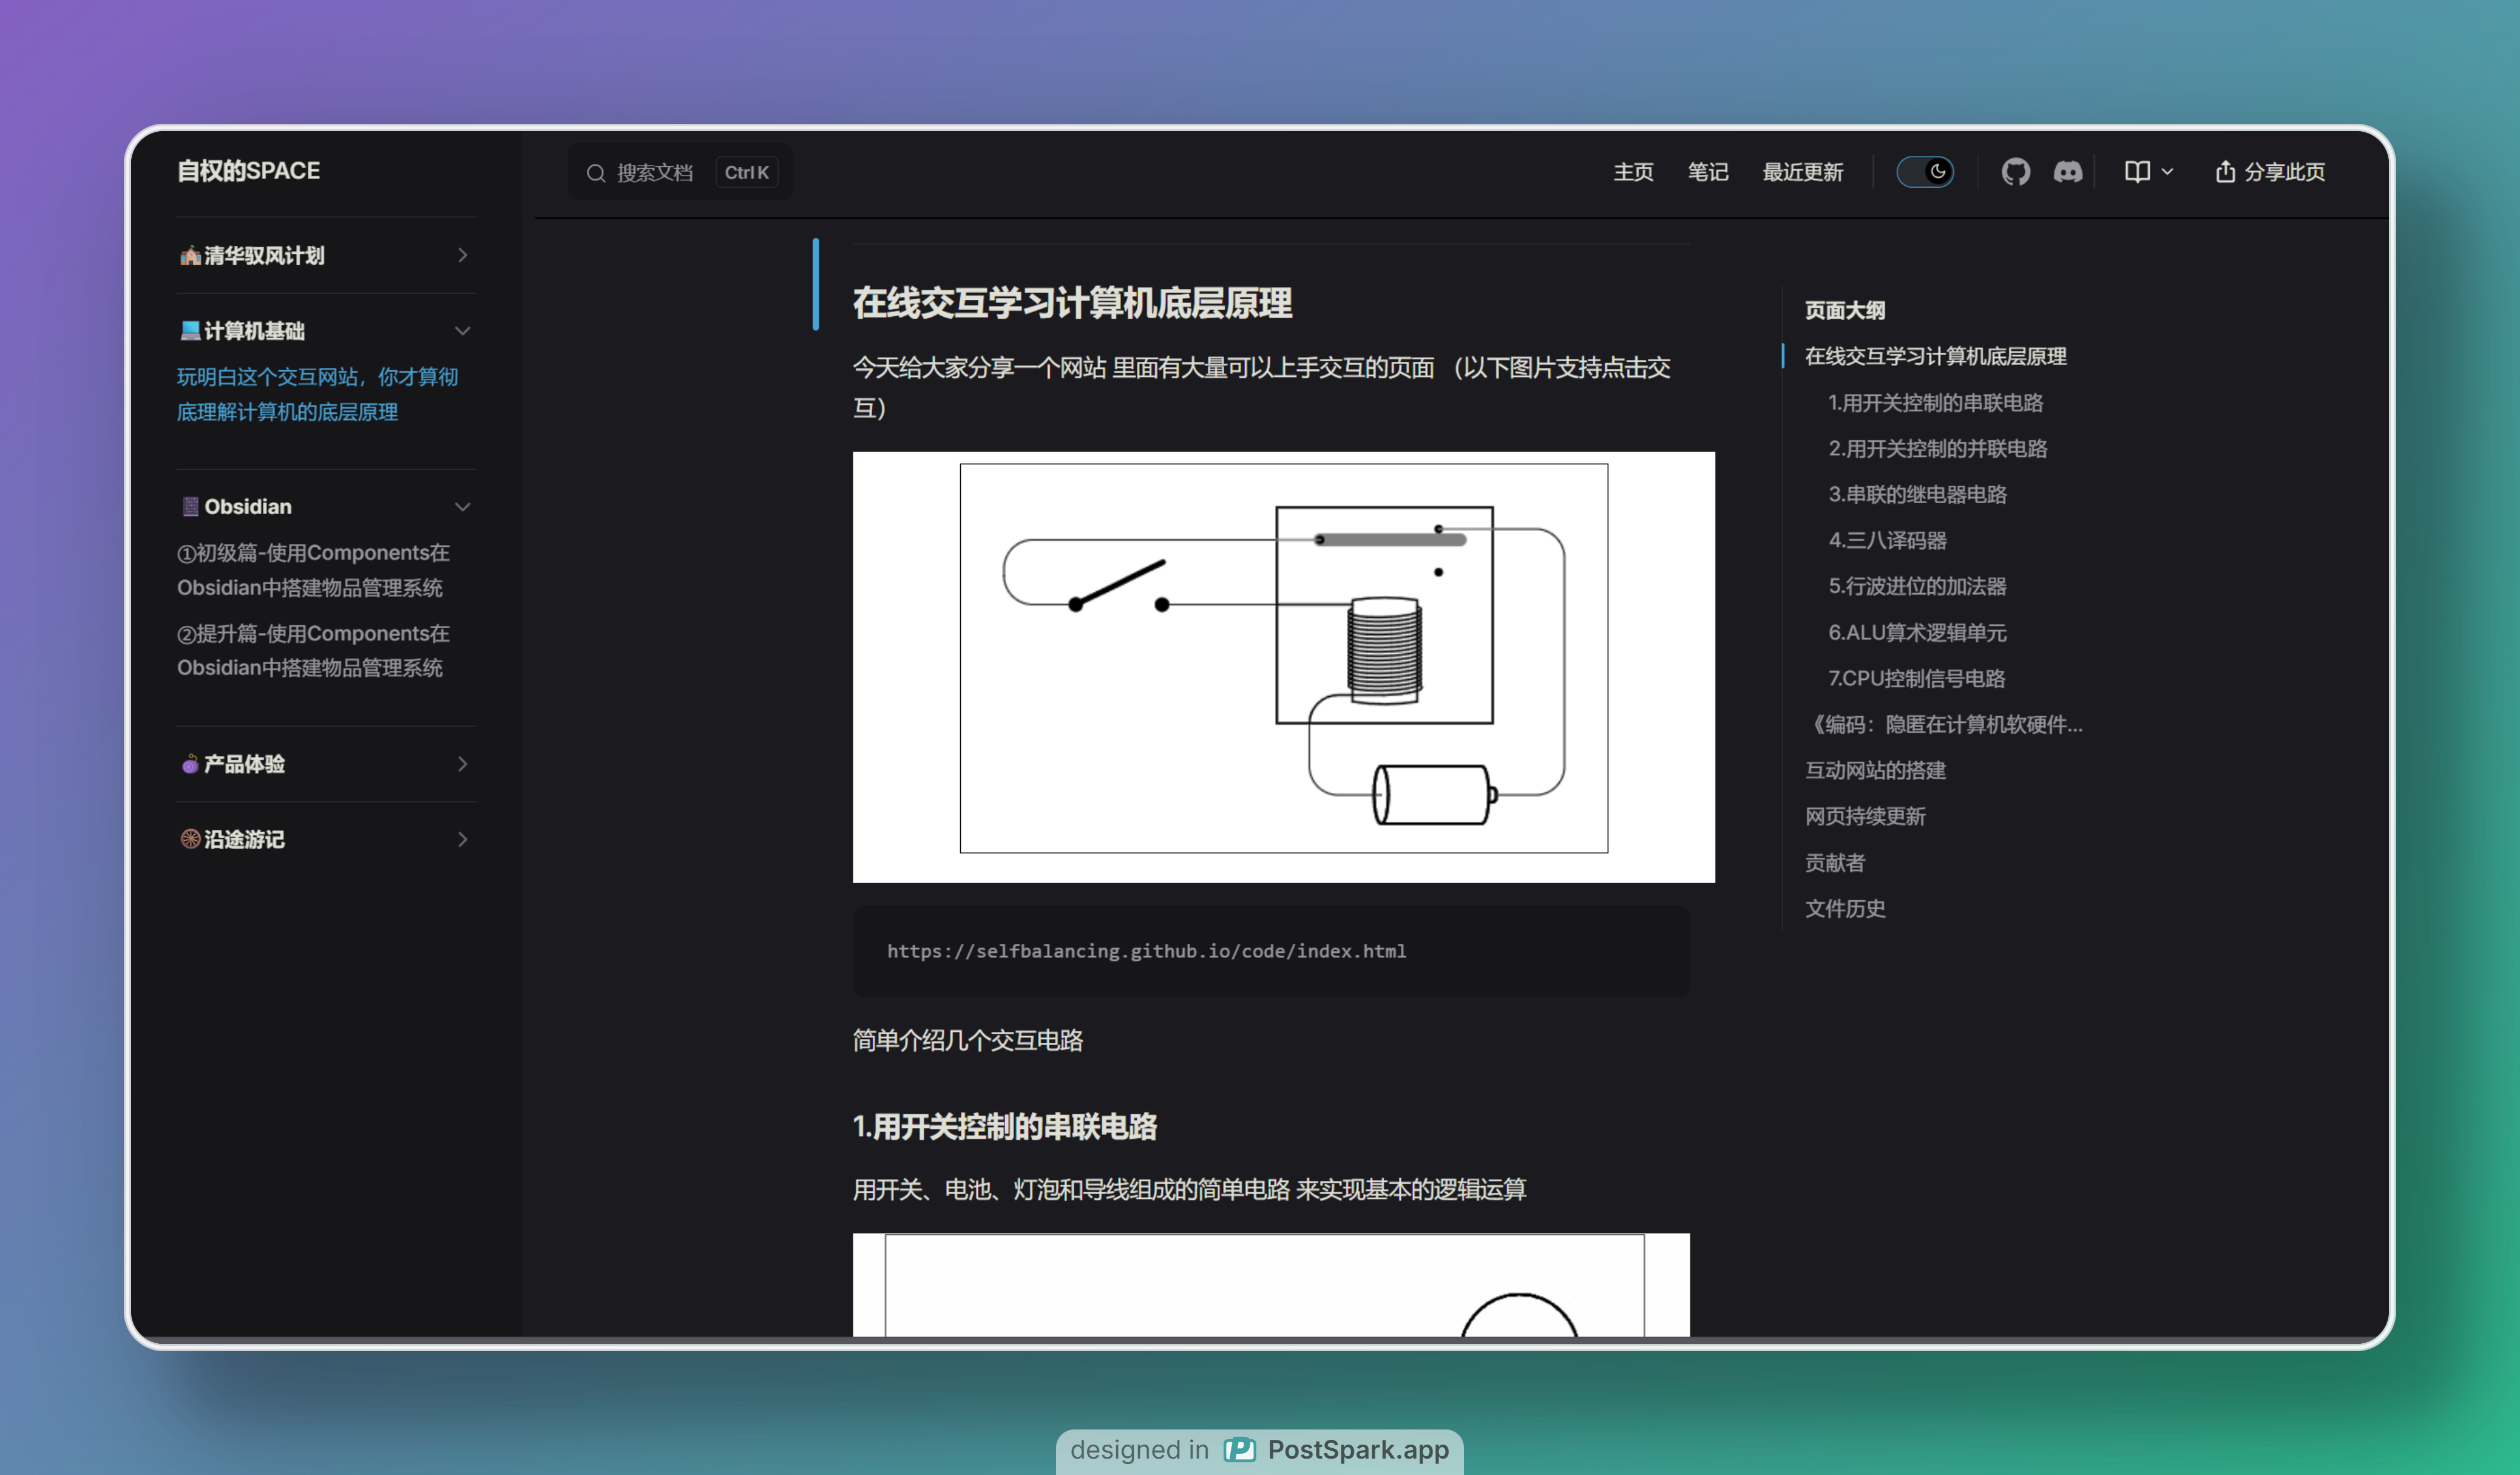 自权的SPACE
清华驭风计划
计算机基础
玩明白这个交互网站，你才算彻
底理解计算机的底层原理
Obsidian
①初级篇-使用Components在
Obsidian中搭建物品管理系统
②提升篇-使用Components在
Obsidian中搭建物品管理系统
产品体验
沿途游记
搜索文档 Ctrl K
主页 笔记 最近更新 分享此页
在线交互学习计算机底层原理
今天给大家分享一个网站 里面有大量可以上手交互的页面 （以下图片支持点击交
互）
https://selfbalancing.github.io/code/index.html
简单介绍几个交互电路
1.用开关控制的串联电路
用开关、电池、灯泡和导线组成的简单电路 来实现基本的逻辑运算
页面大纲
在线交互学习计算机底层原理
1.用开关控制的串联电路
2.用开关控制的并联电路
3.串联的继电器电路
4.三八译码器
5.行波进位的加法器
6.ALU算术逻辑单元
7.CPU控制信号电路
《编码：隐匿在计算机软硬件...
互动网站的搭建
网页持续更新
贡献者
文件历史
designed in PostSpark.app